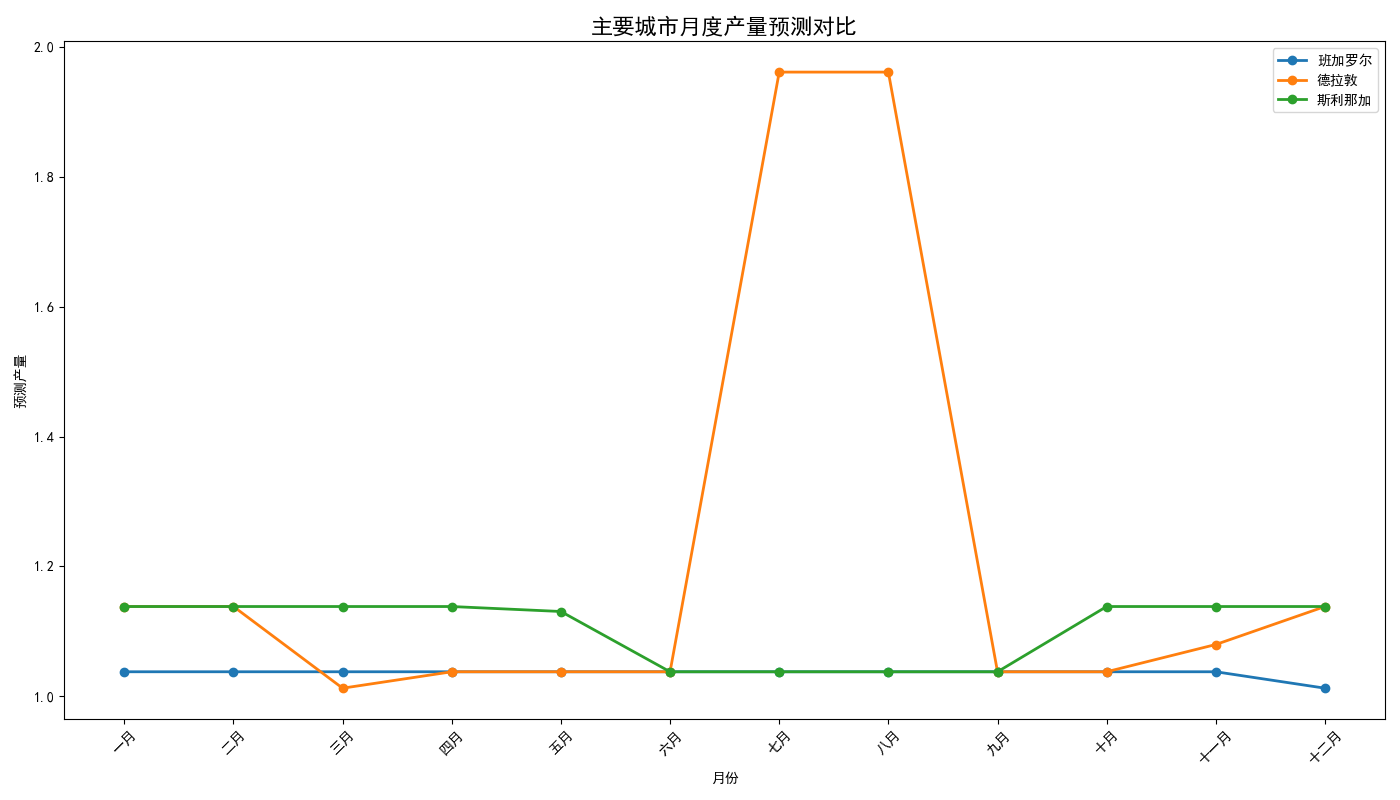 主要城市月度产量预测对比
班加罗尔
德拉敦
斯利那加
预测产量
2.0
1.8
1.6
1.4
1.2
1.0
一月
二月
三月
四月
五月
六月
七月
八月
九月
十月
十一月
十二月
月份